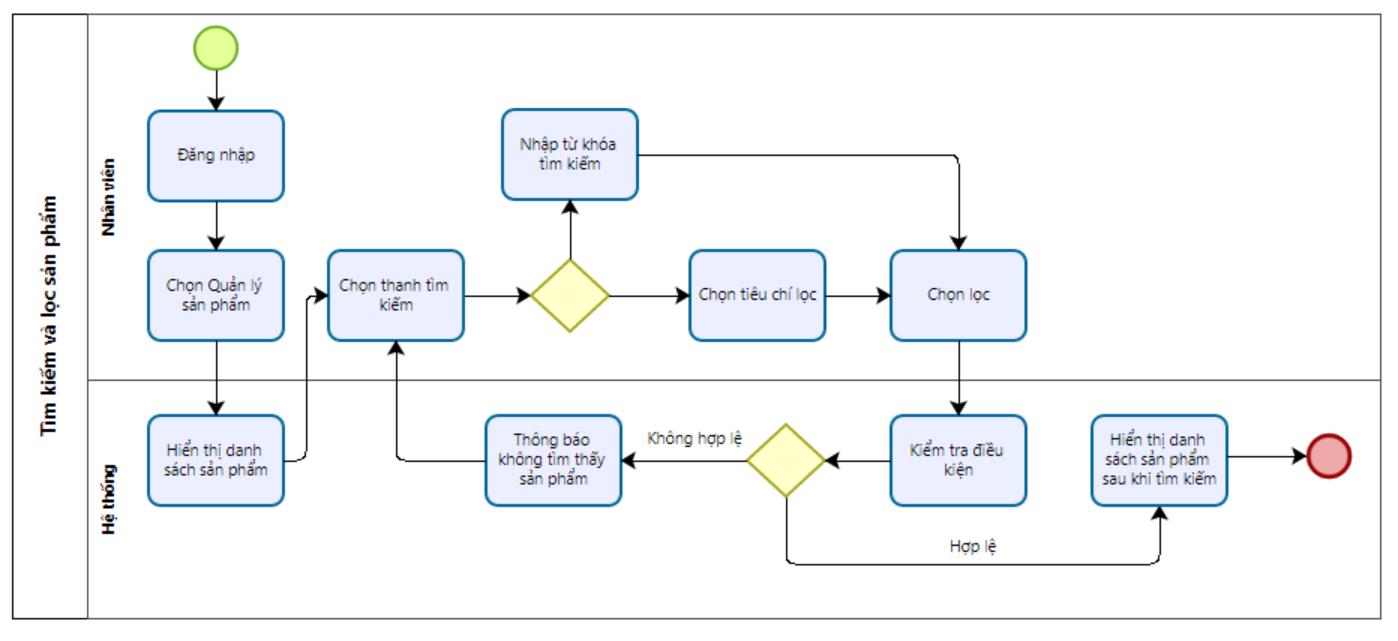 Tìm kiếm và lọc sản phẩm
Nhân viên
Đăng nhập
Chọn Quản lý
sản phẩm
Chọn thanh tìm
kiếm
Nhập từ khóa
tìm kiếm
Chọn tiêu chí lọc
Chọn lọc
Hệ thống
Hiển thị danh
sách sản phẩm
Thông báo
không tìm thấy
sản phẩm
Không hợp lệ
Kiểm tra điều
kiện
Hiển thị danh
sách sản phẩm
sau khi tìm kiếm
Hợp lệ